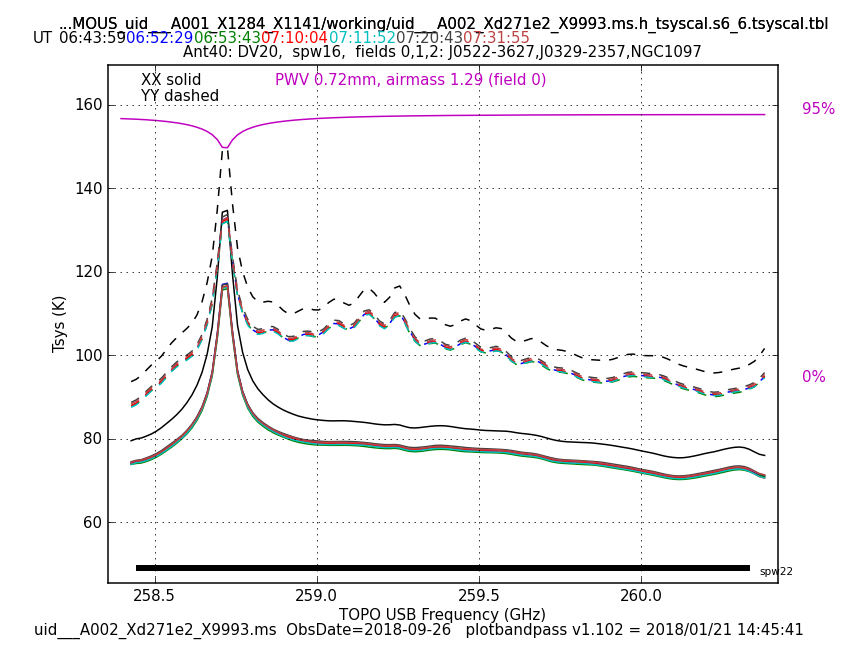 ...MOUS_uid___A001_X1284_X1141/working/uid___A002_Xd271e2_X9993.ms.h_tsyscal.s6_6.tsyscal.tbl
UT 06:43:59 06:52:29 06:53:43 07:10:04 07:11:52 07:20:43 07:31:55
Ant40: DV20, spw16, fields 0,1,2: J0522-3627,J0329-2357,NGC1097
XX solid
PWV 0.72mm, airmass 1.29 (field 0)
YY dashed
160
95%
140
120
100
0%
80
60
Tsys (K)
spw22
258.5 259.0 259.5 260.0
TOPO USB Frequency (GHz)
uid___A002_Xd271e2_X9993.ms ObsDate=2018-09-26 plotbandpass v1.102 = 2018/01/21 14:45:41